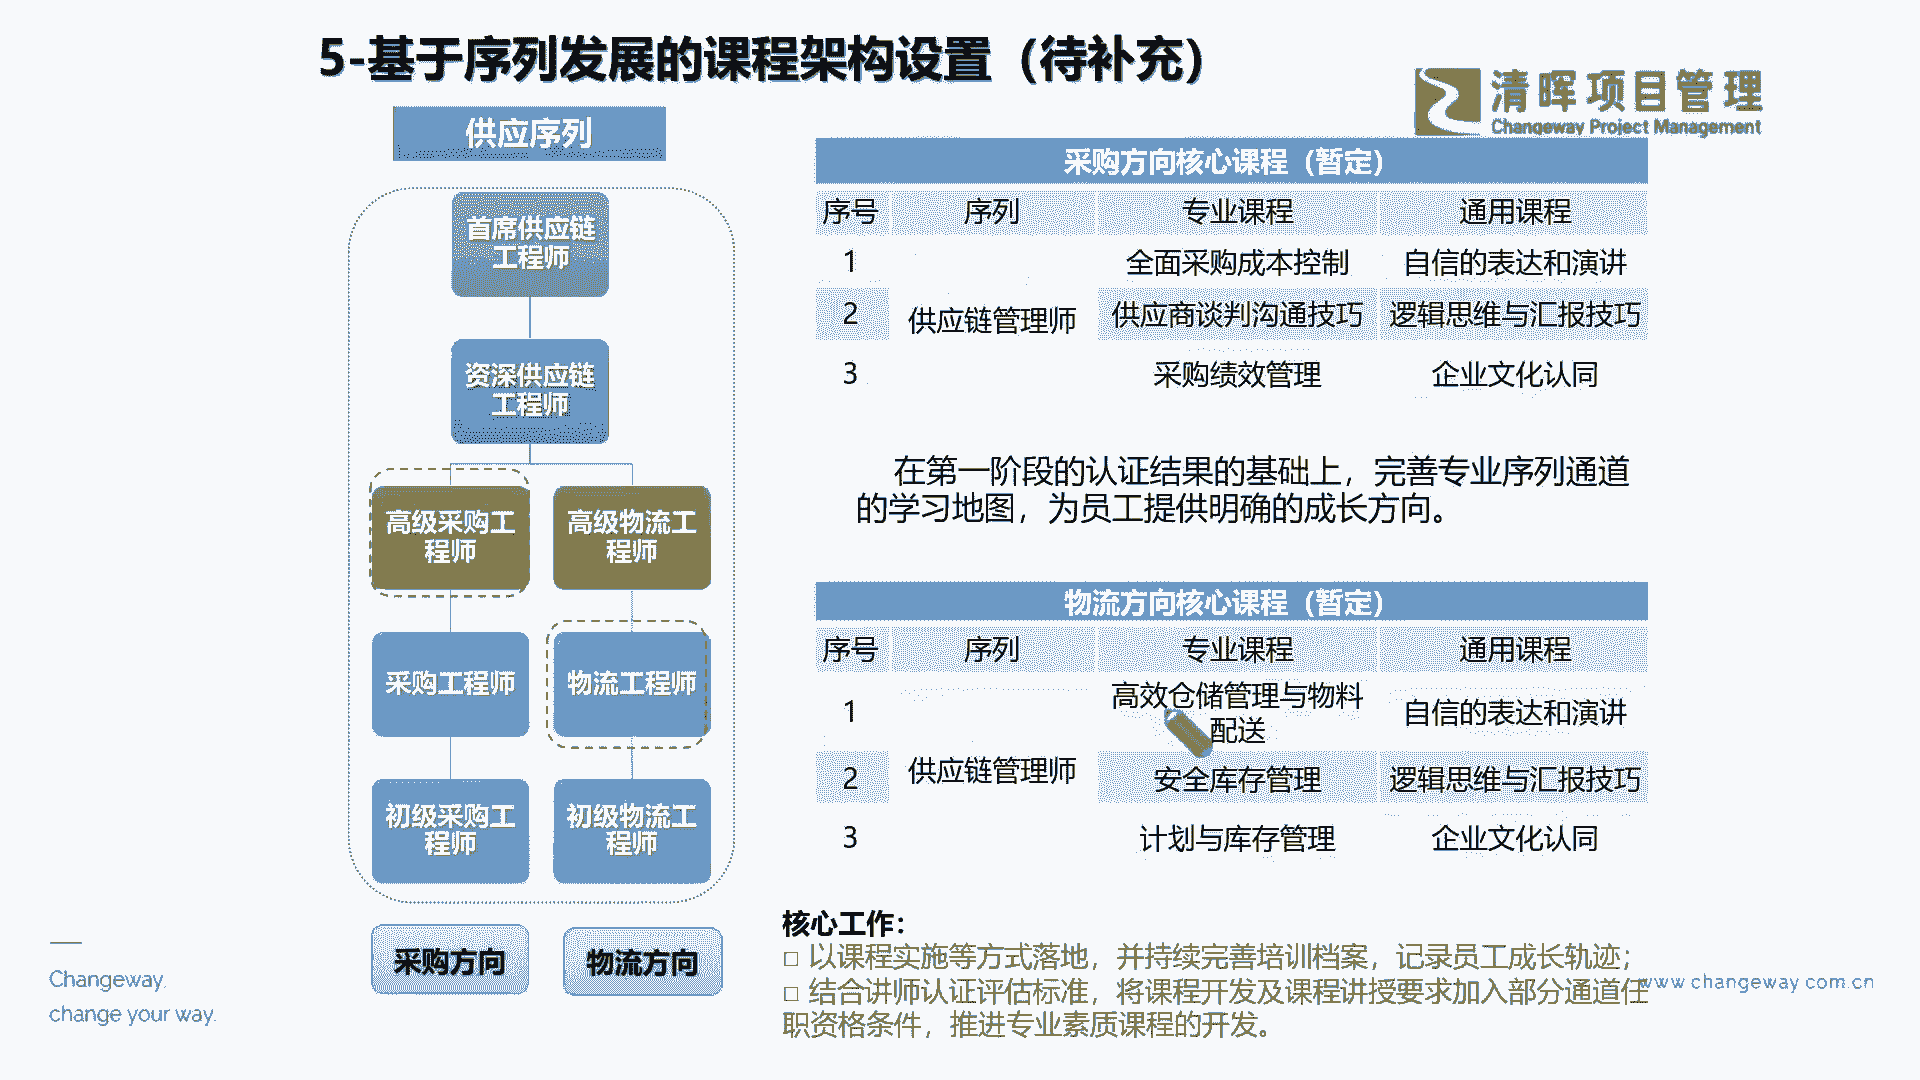 5-基于序列发展的课程架构设置（待补充）
清晖项目管理
Changeway Project Management
供应序列
首席供应链
工程师
资深供应链
工程师
高级采购工
程师
高级物流工
程师
采购工程师
物流工程师
初级采购工
程师
初级物流工
程师
采购方向
物流方向
采购方向核心课程（暂定）
序号 序列 专业课程 通用课程
1 全面采购成本控制 自信的表达和演讲
2 供应链管理师 供应商谈判沟通技巧 逻辑思维与汇报技巧
3 采购绩效管理 企业文化认同
在第一阶段的认证结果的基础上，完善专业序列通道
的学习地图，为员工提供明确的成长方向。
物流方向核心课程（暂定）
序号 序列 专业课程 通用课程
1 高效仓储管理与物料
配送 自信的表达和演讲
2 供应链管理师 安全库存管理 逻辑思维与汇报技巧
3 计划与库存管理 企业文化认同
核心工作：
□ 以课程实施等方式落地，并持续完善培训档案，记录员工成长轨迹；
□ 结合讲师认证评估标准，将课程开发及课程讲授要求加入部分通道任
职资格条件，推进专业素质课程的开发。
Changeway.
change your way.
www.changeway.com.cn